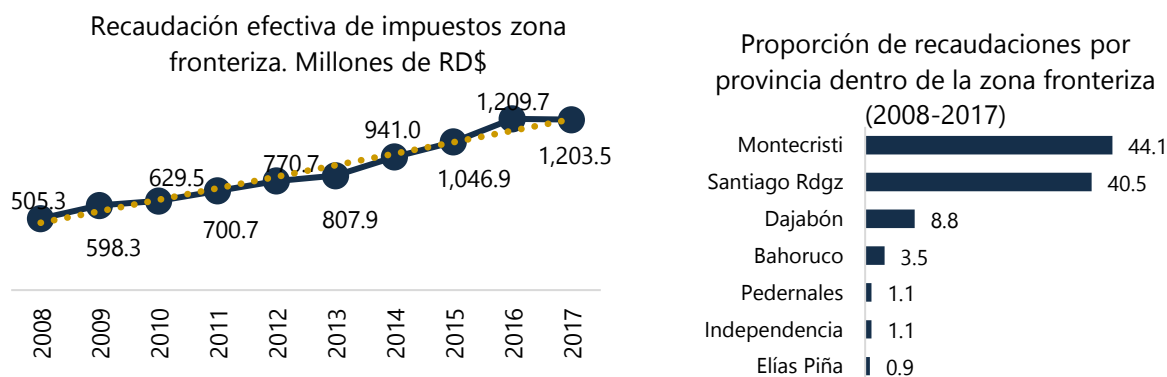 Recaudación efectiva de impuestos zona
fronteriza. Millones de RD$
505.3
598.3
629.5
700.7
770.7
807.9
941.0
1,046.9
1,209.7
1,203.5
2008
2009
2010
2011
2012
2013
2014
2015
2016
2017
Proporción de recaudaciones por
provincia dentro de la zona fronteriza
(2008-2017)
Montecristi 44.1
Santiago Rdgz 40.5
Dajabón 8.8
Bahoruco 3.5
Pedernales 1.1
Independencia 1.1
Elías Piña 0.9